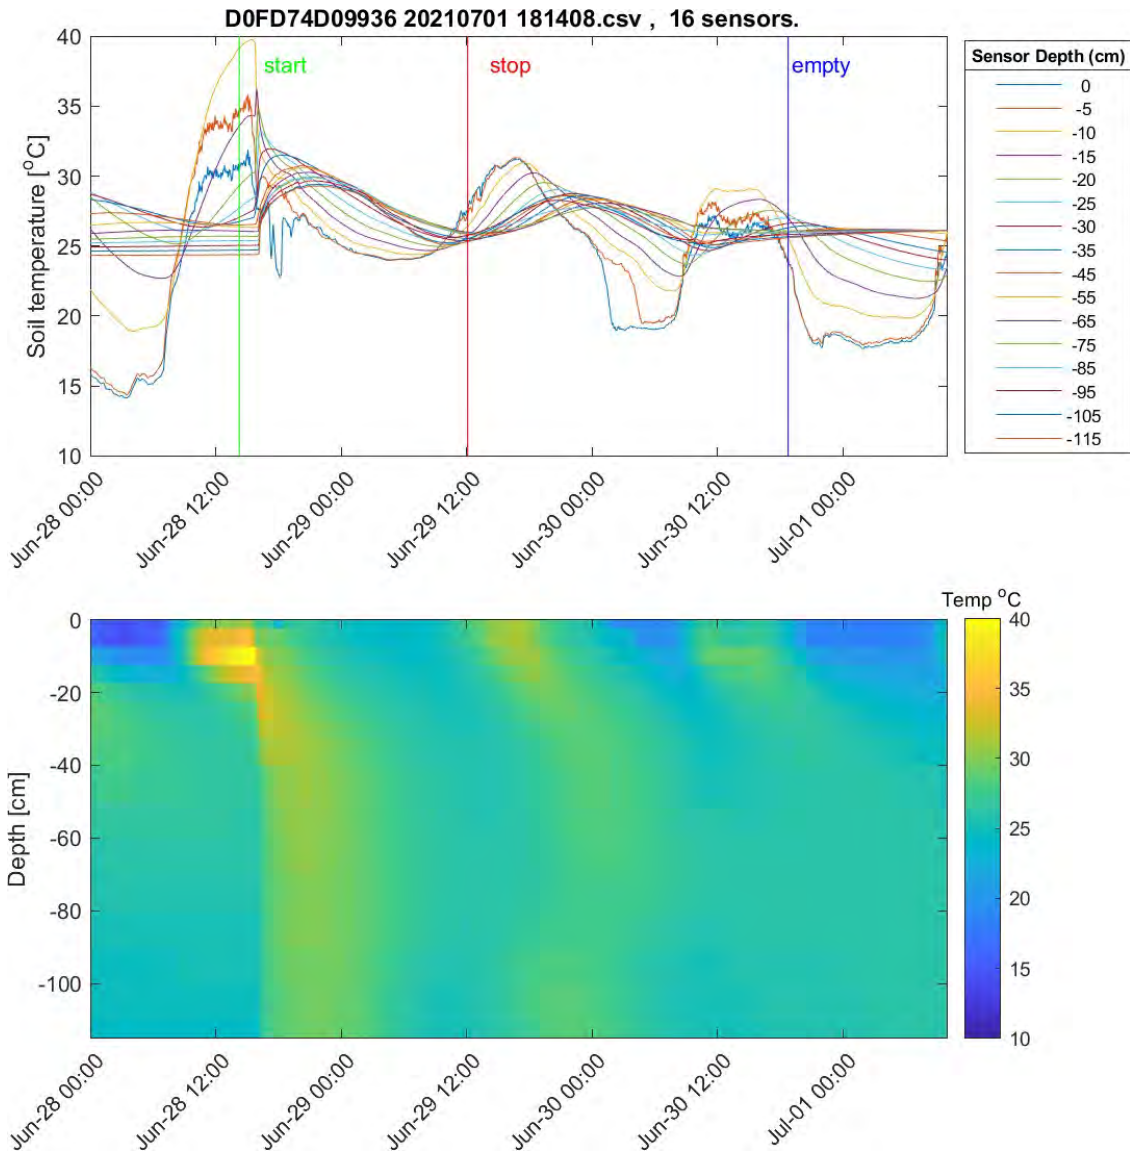 D0FD74D09936 20210701 181408.csv , 16 sensors.
start
stop
empty
Soil temperature [°C]
40
35
30
25
20
15
10
Jun-28 00:00
Jun-28 12:00
Jun-29 00:00
Jun-29 12:00
Jun-30 00:00
Jun-30 12:00
Jul-01 00:00
Sensor Depth (cm)
0
-5
-10
-15
-20
-25
-30
-35
-45
-55
-65
-75
-85
-95
-105
-115
Depth [cm]
0
-20
-40
-60
-80
-100
Jun-28 00:00
Jun-28 12:00
Jun-29 00:00
Jun-29 12:00
Jun-30 00:00
Jun-30 12:00
Jul-01 00:00
Temp °C
40
35
30
25
20
15
10